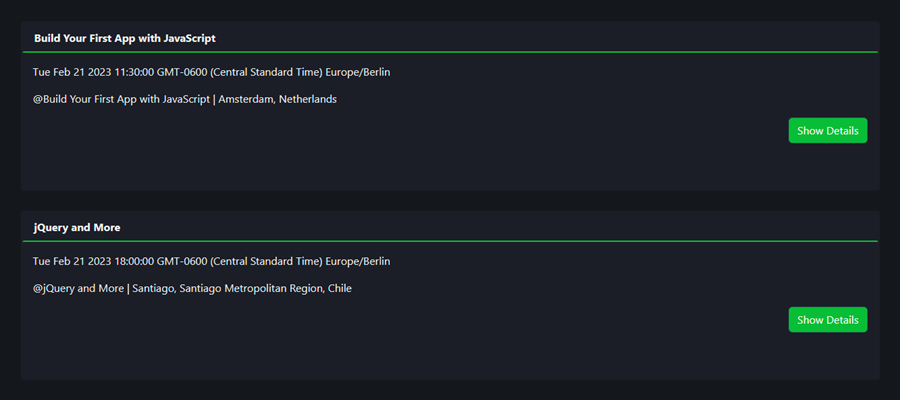 Build Your First App with JavaScript
Tue Feb 21 2023 11:30:00 GMT-0600 (Central Standard Time) Europe/Berlin
@Build Your First App with JavaScript | Amsterdam, Netherlands
Show Details
jQuery and More
Tue Feb 21 2023 18:00:00 GMT-0600 (Central Standard Time) Europe/Berlin
@jQuery and More | Santiago, Santiago Metropolitan Region, Chile
Show Details